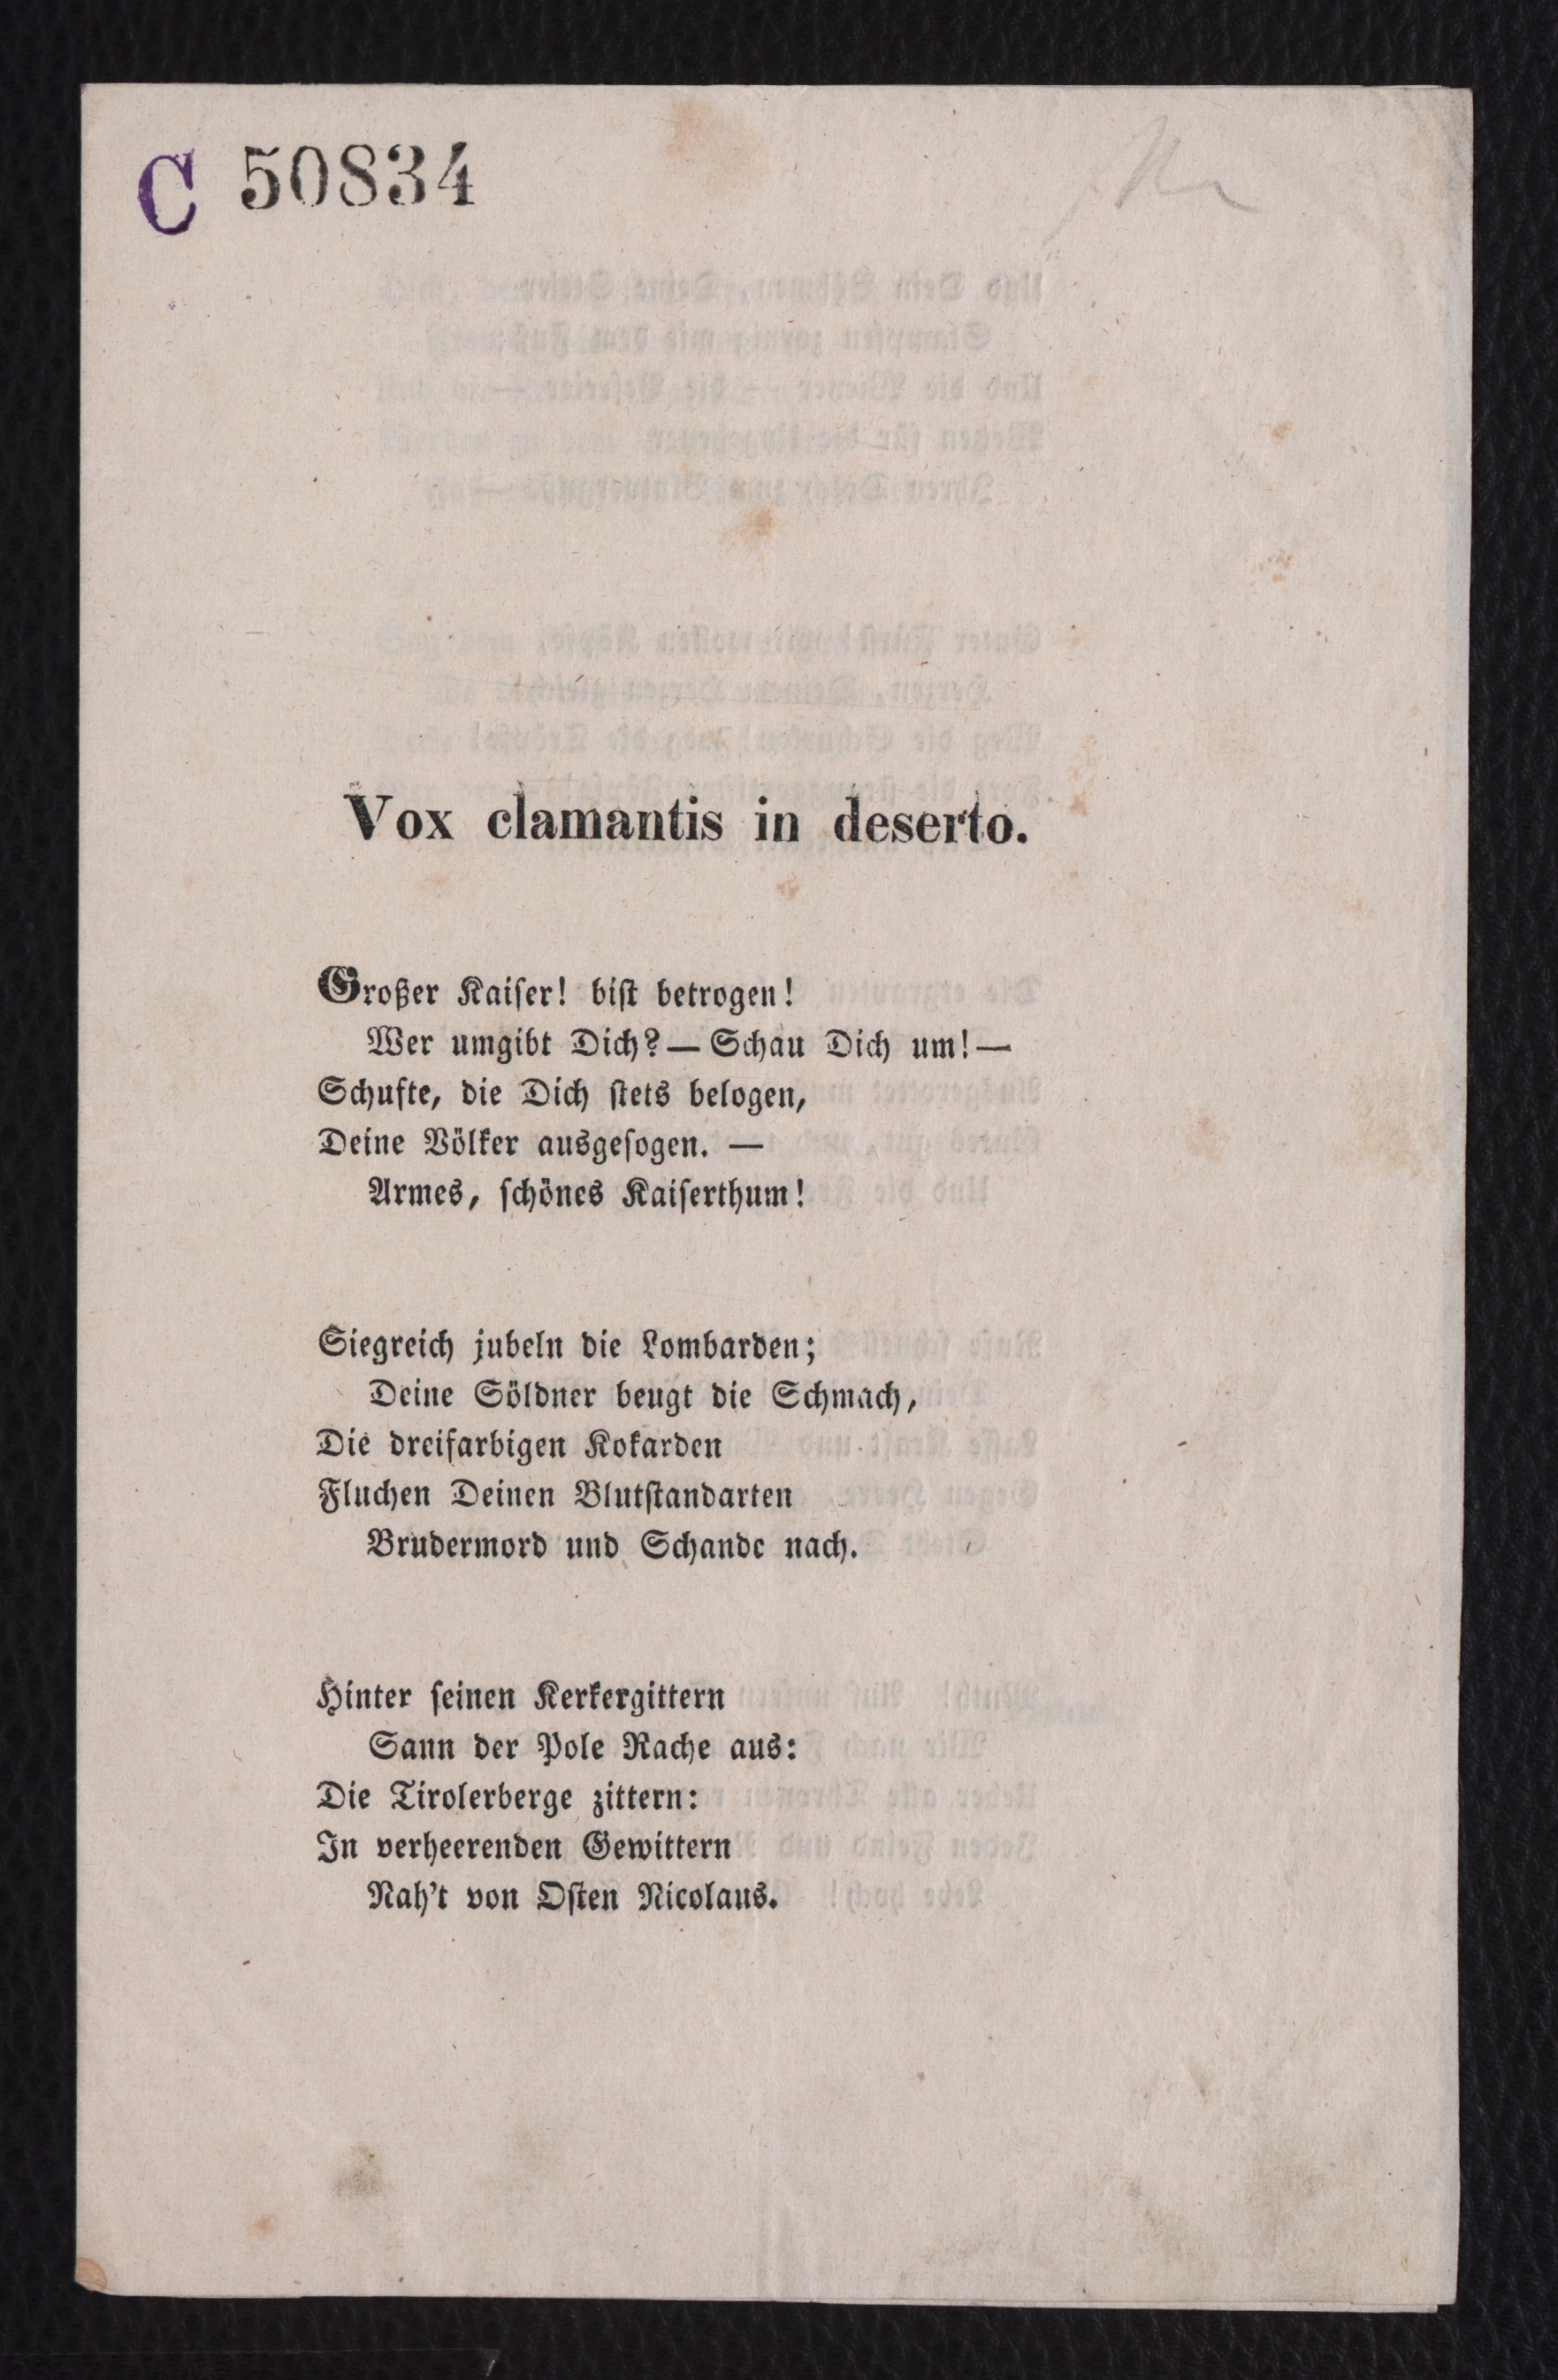 C 50834
Vox clamantis in deserto.
Großer Kaiſer! biſt betrogen!
Wer umgibt Dich? — Schau Dich um! —
Schufte, die Dich ſtets belogen,
Deine Völker ausgeſogen. —
Armes, ſchönes Kaiſerthum!
Siegreich jubeln die Lombarden;
Deine Söldner beugt die Schmach,
Die dreifarbigen Kokarden
Fluchen Deinen Blutſtandarten
Brudermord und Schande nach.
Hinter ſeinen Kerkergittern
Sann der Pole Rache aus:
Die Tirolerberge zittern:
In verheerenden Gewittern
Nah't von Oſten Nicolaus.